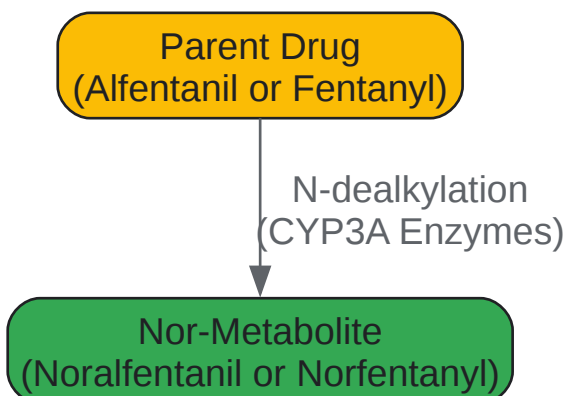 Parent Drug
(Alfentanil or Fentanyl)
N-dealkylation
(CYP3A Enzymes)
Nor-Metabolite
(Noralfentanil or Norfentanyl)